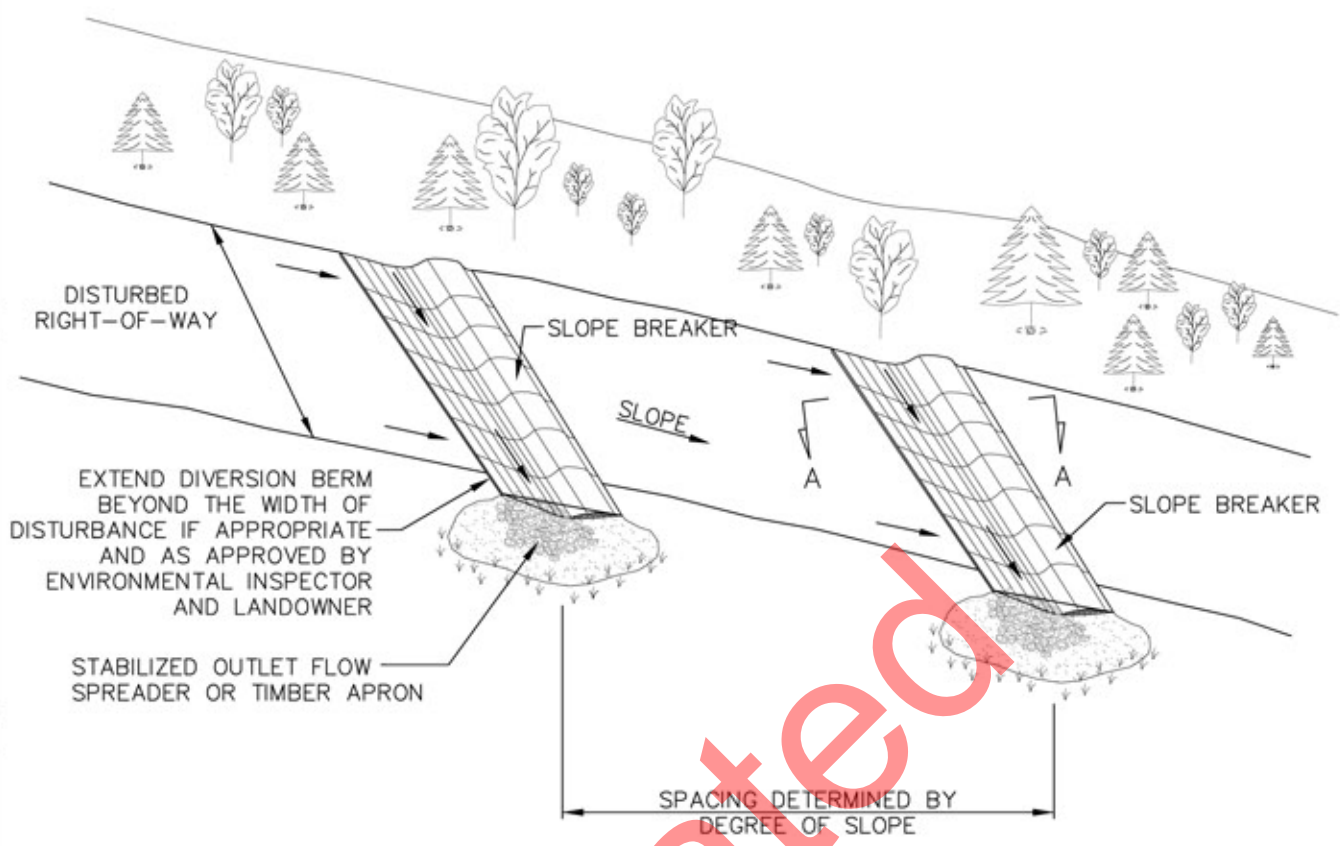 DISTURBED
RIGHT-OF-WAY
SLOPE BREAKER
SLOPE
A
A
SLOPE BREAKER
EXTEND DIVERSION BERM
BEYOND THE WIDTH OF
DISTURBANCE IF APPROPRIATE
AND AS APPROVED BY
ENVIRONMENTAL INSPECTOR
AND LANDOWNER
STABILIZED OUTLET FLOW
SPREADER OR TIMBER APRON
SPACING DETERMINED BY
DEGREE OF SLOPE
ated